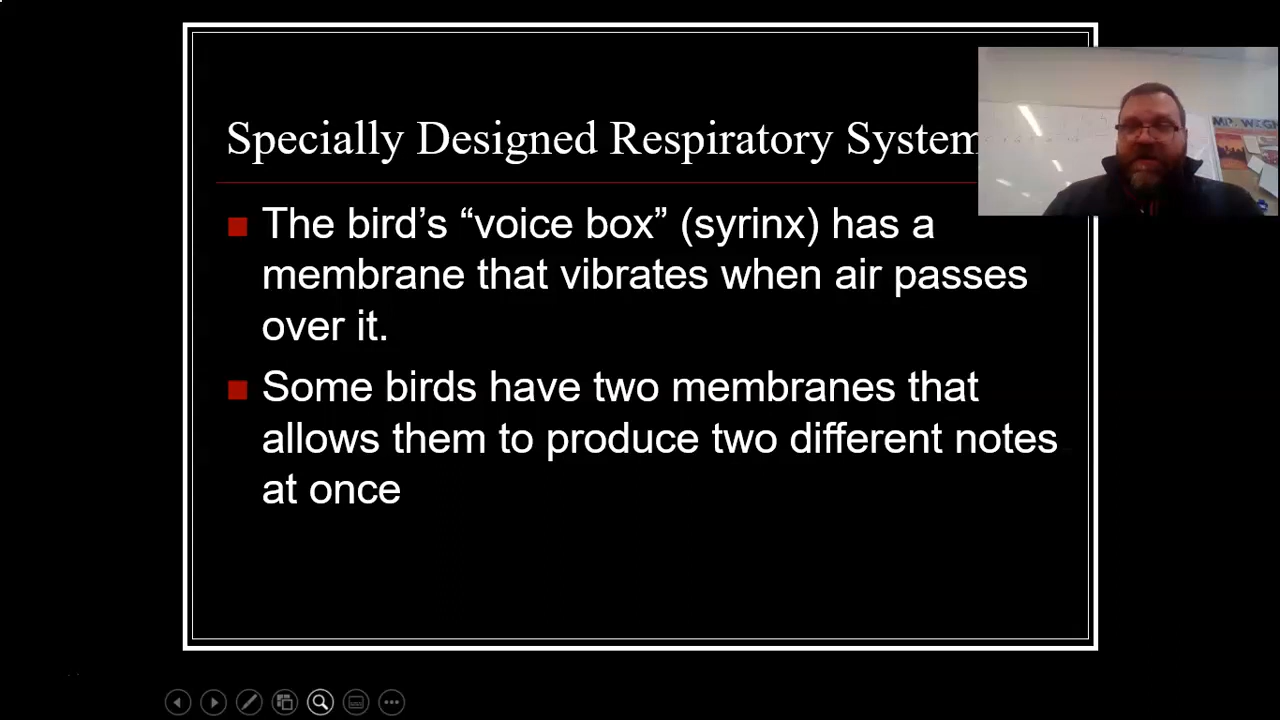 Specially Designed Respiratory System
The bird's “voice box” (syrinx) has a
membrane that vibrates when air passes
over it.
Some birds have two membranes that
allows them to produce two different notes
at once